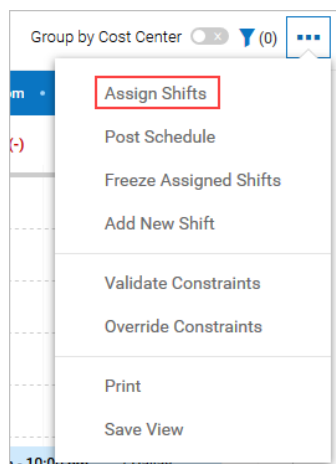 Group by Cost Center (0)
om
(-)
Assign Shifts
Post Schedule
Freeze Assigned Shifts
Add New Shift
Validate Constraints
Override Constraints
Print
Save View